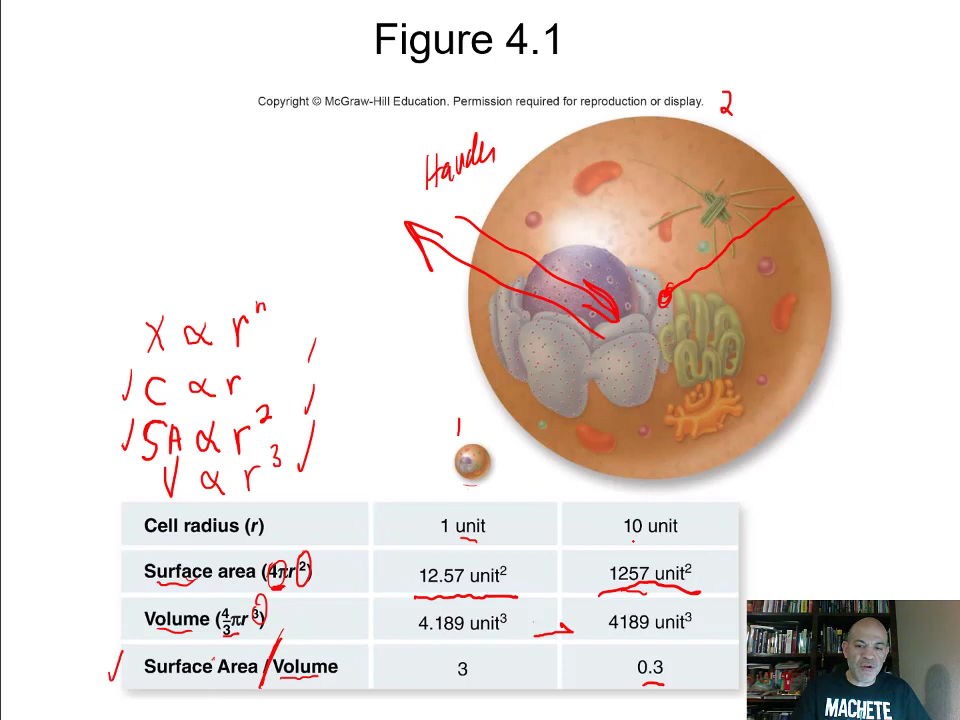 Figure 4.1
Copyright © McGraw-Hill Education. Permission required for reproduction or display.
2
1
X ∝ r^n
C ∝ r
SA ∝ r^2
V ∝ r^3
Cell radius (r) 1 unit 10 unit
Surface area (4πr^2) 12.57 unit^2 1257 unit^2
Volume (4/3 πr^3) 4.189 unit^3 4189 unit^3
Surface Area / Volume 3 0.3
MACHETE